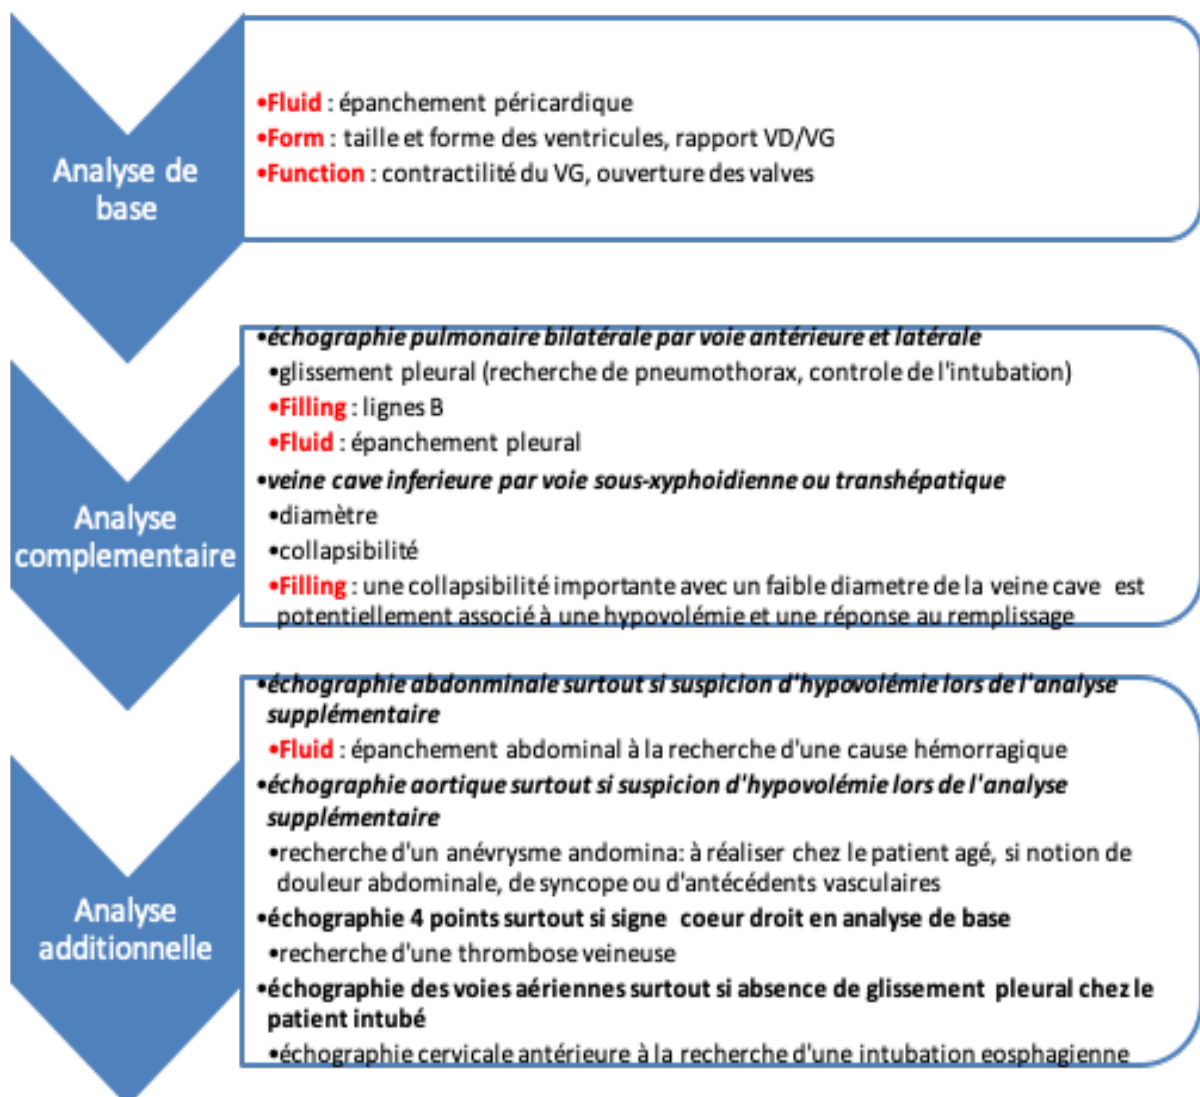 Analyse de
base
•Fluid : épanchement péricardique
•Form : taille et forme des ventricules, rapport VD/VG
•Function : contractilité du VG, ouverture des valves
Analyse
complementaire
•échographie pulmonaire bilatérale par voie antérieure et latérale
•glissement pleural (recherche de pneumothorax, controle de l'intubation)
•Filling : lignes B
•Fluid : épanchement pleural
•veine cave inferieure par voie sous-xyphoidienne ou transhépatique
•diamètre
•collapsibilité
•Filling : une collapsibilité importante avec un faible diametre de la veine cave est
potentiellement associé à une hypovolémie et une réponse au remplissage
Analyse
additionnelle
•échographie abdonminale surtout si suspicion d'hypovolémie lors de l'analyse
supplémentaire
•Fluid : épanchement abdominal à la recherche d'une cause hémorragique
•échographie aortique surtout si suspicion d'hypovolémie lors de l'analyse
supplémentaire
•recherche d'un anévrysme andomina: à réaliser chez le patient agé, si notion de
douleur abdominale, de syncope ou d'antécédents vasculaires
•échographie 4 points surtout si signe coeur droit en analyse de base
•recherche d'une thrombose veineuse
•échographie des voies aériennes surtout si absence de glissement pleural chez le
patient intubé
•échographie cervicale antérieure à la recherche d'une intubation eosphagienne